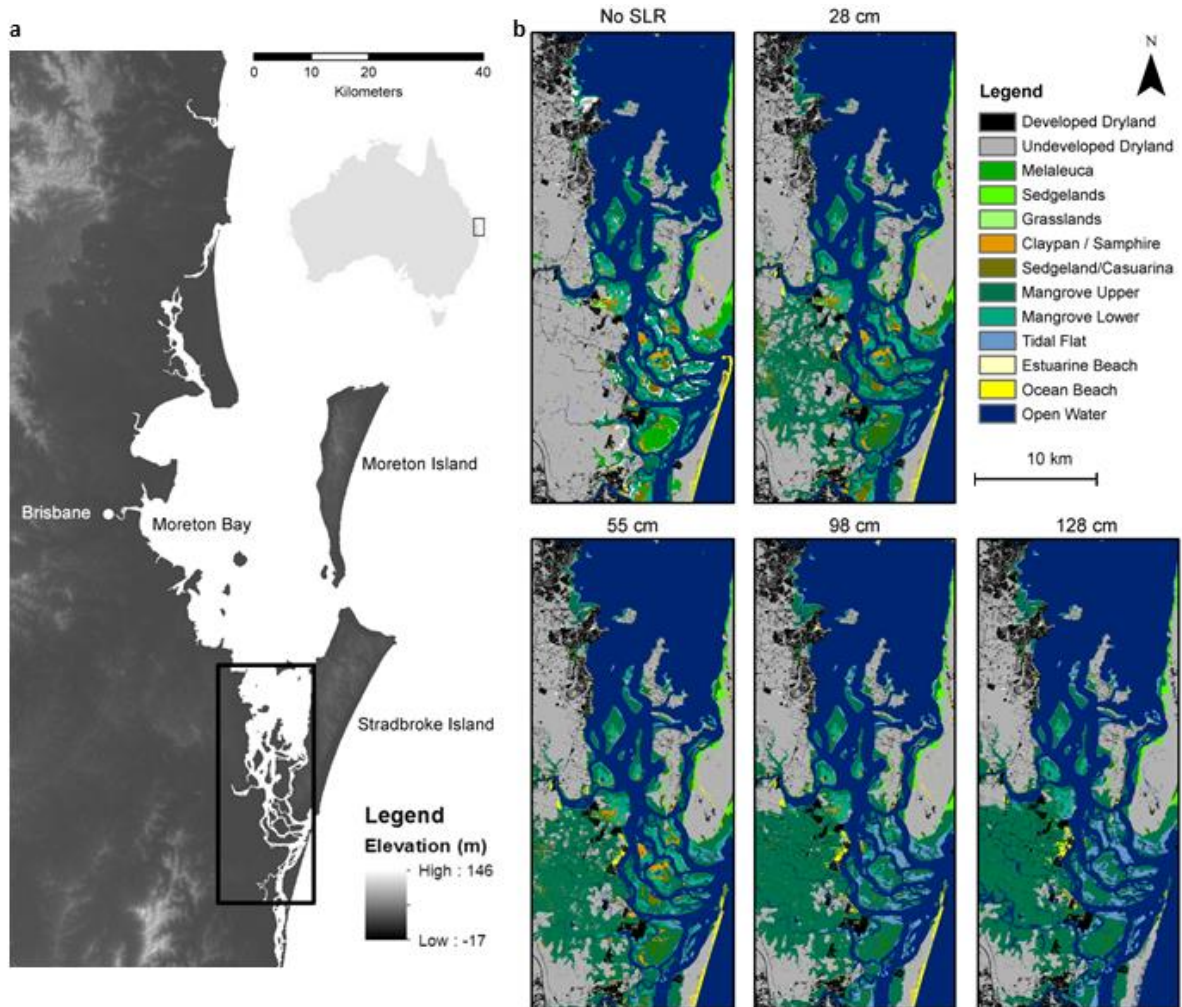 a
0 10 20 40
Kilometers
Moreton Island
Brisbane
Moreton Bay
Stradbroke Island
Legend
Elevation (m)
High : 146
Low : -17
b
No SLR
28 cm
N
Legend
Developed Dryland
Undeveloped Dryland
Melaleuca
Sedgelands
Grasslands
Claypan / Samphire
Sedgeland/Casuarina
Mangrove Upper
Mangrove Lower
Tidal Flat
Estuarine Beach
Ocean Beach
Open Water
10 km
55 cm
98 cm
128 cm